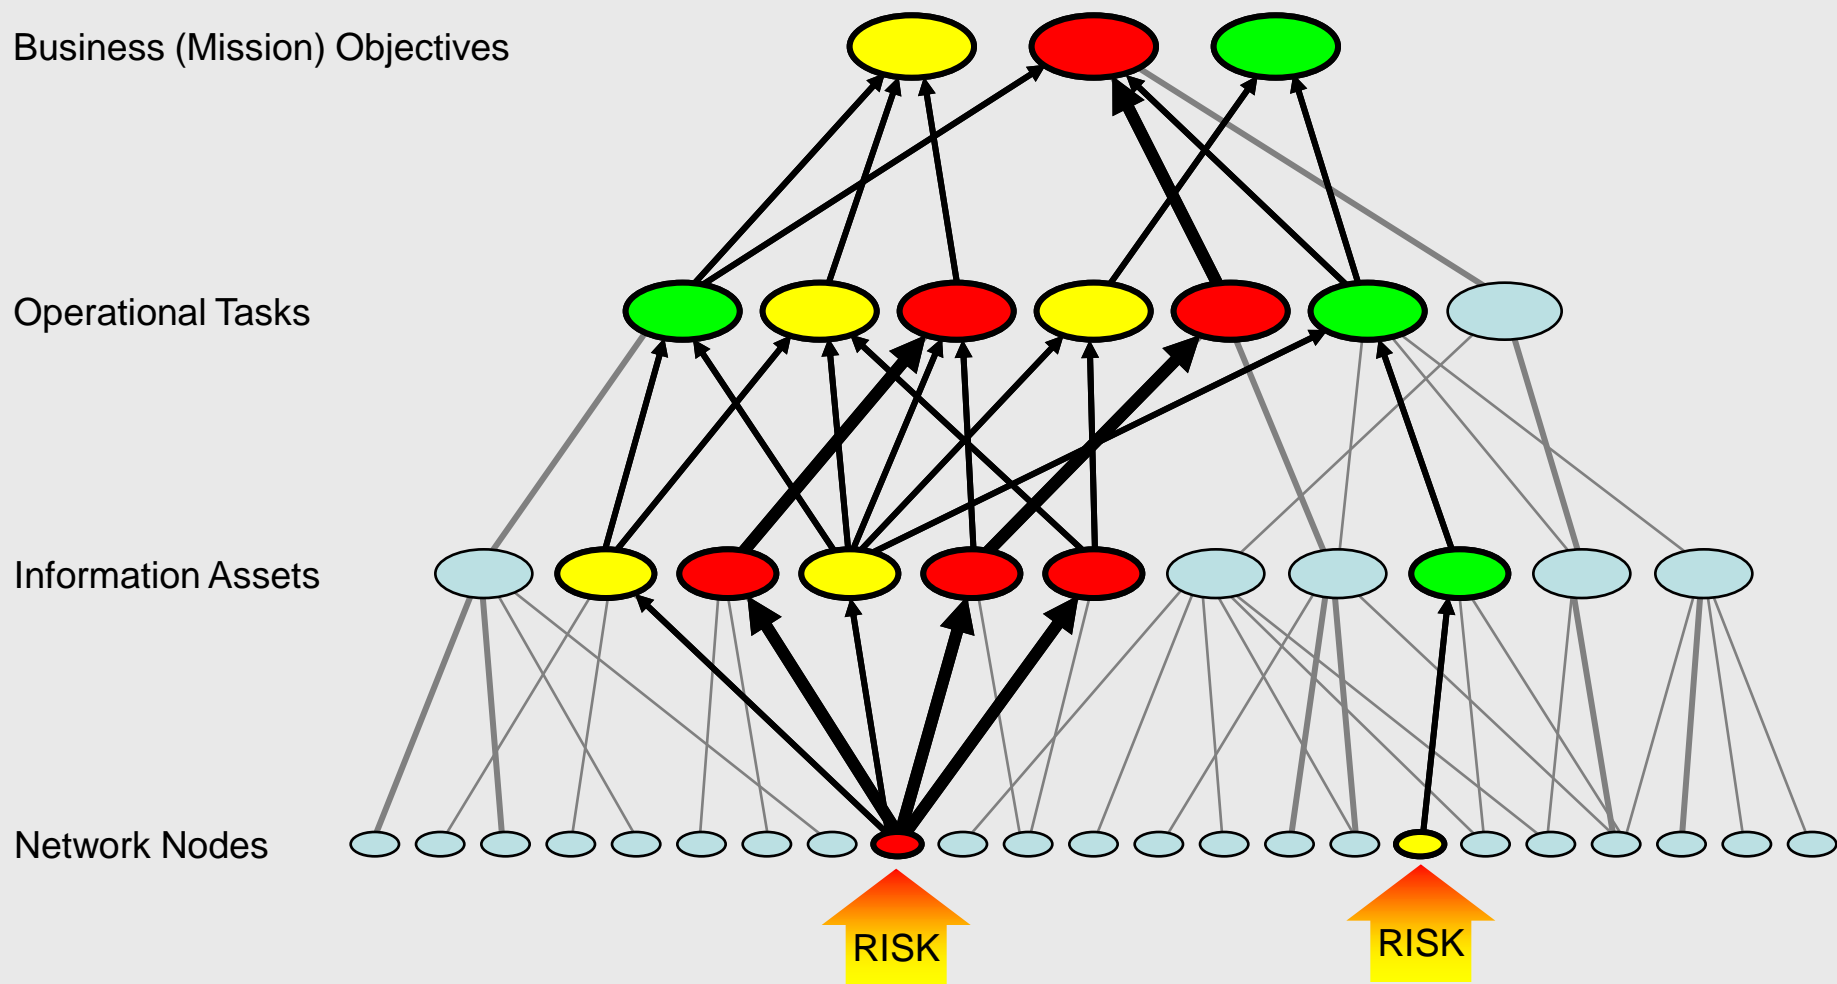 Business (Mission) Objectives
Operational Tasks
Information Assets
Network Nodes
RISK
RISK